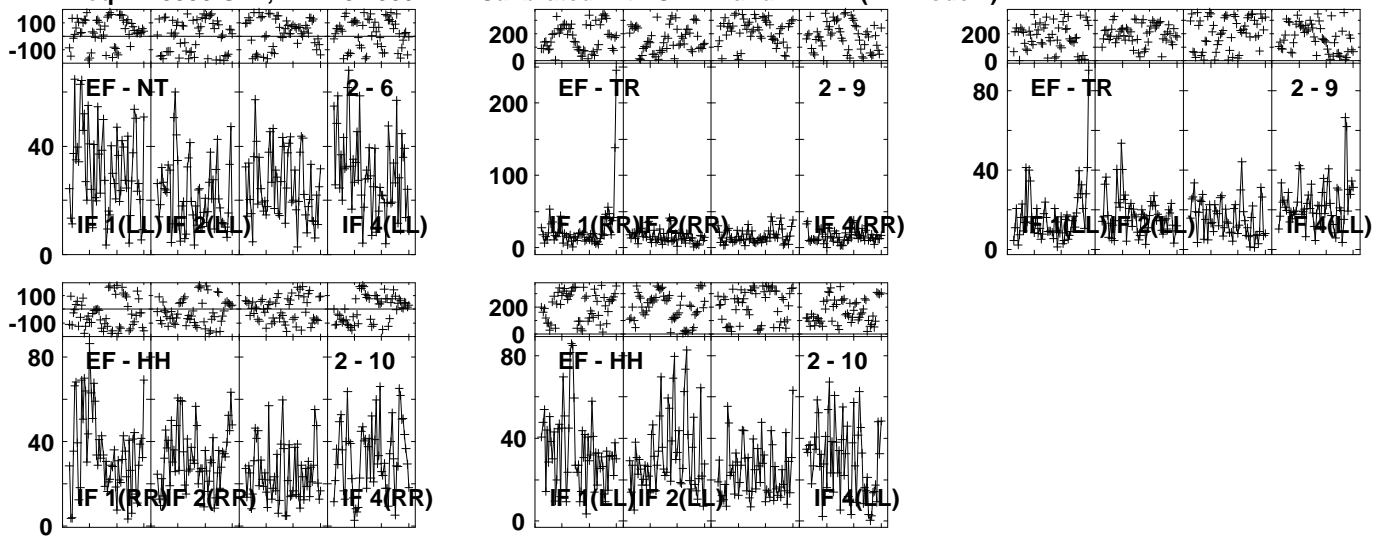 100
-100
EF - NT 2 - 6
40
0
IF 1(LL) IF 2(LL) IF 4(LL)
200
0
EF - TR 2 - 9
200
100
0
IF 1(RR) IF 2(RR) IF 4(RR)
200
0
EF - TR 2 - 9
80
40
0
IF 1(LL) IF 2(LL) IF 4(LL)
100
-100
EF - HH 2 - 10
80
40
0
IF 1(RR) IF 2(RR) IF 4(RR)
200
0
EF - HH 2 - 10
80
40
0
IF 1(LL) IF 2(LL) IF 4(LL)